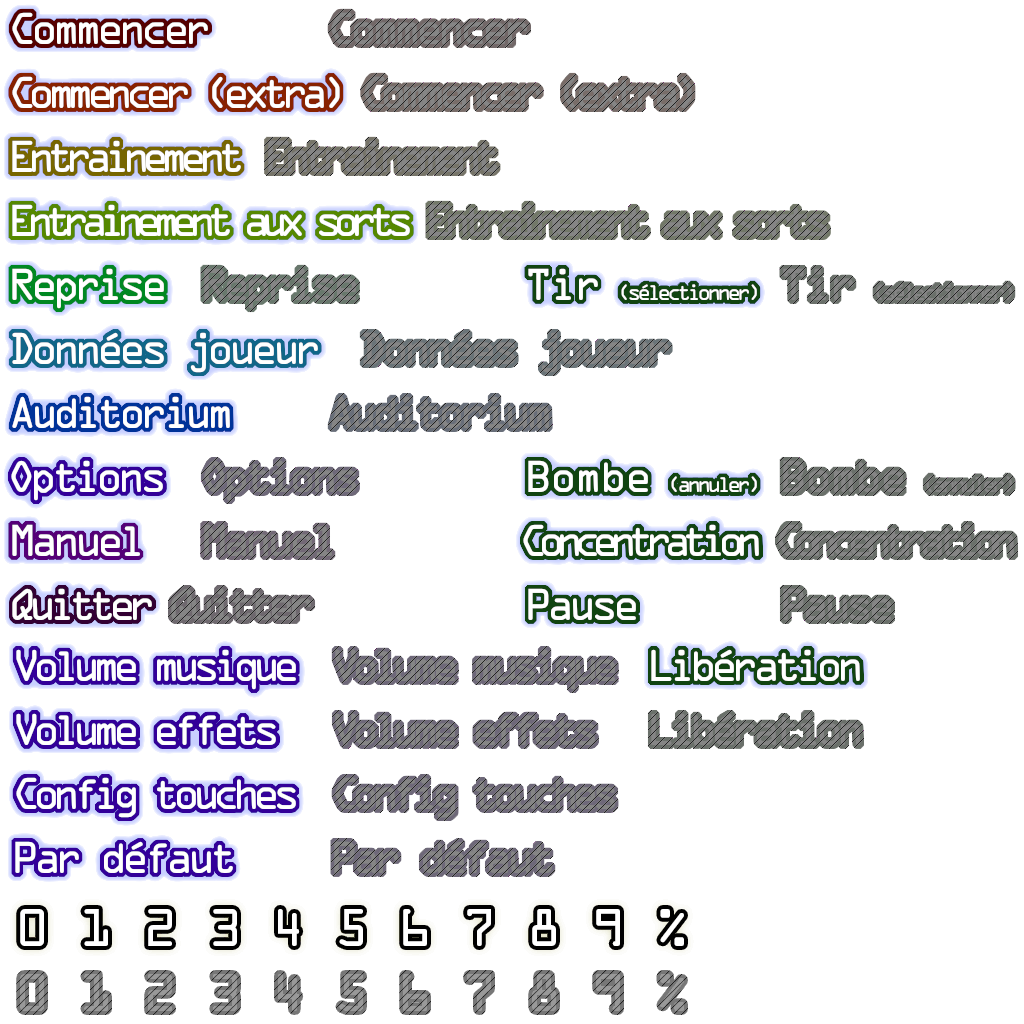 Commencer Commencer
Commencer (extra) Commencer (extra)
Entrainement Entrainement
Entrainement aux sorts Entrainement aux sorts
Reprise Reprise Tir (sélectionner) Tir (sélectionner)
Données joueur Données joueur
Auditorium Auditorium
Options Options Bombe (annuler) Bombe (annuler)
Manuel Manuel Concentration Concentration
Quitter Quitter Pause Pause
Volume musique Volume musique Libération
Volume effets Volume effets Libération
Config touches Config touches
Par défaut Par défaut
0 1 2 3 4 5 6 7 8 9 %
0 1 2 3 4 5 6 7 8 9 %